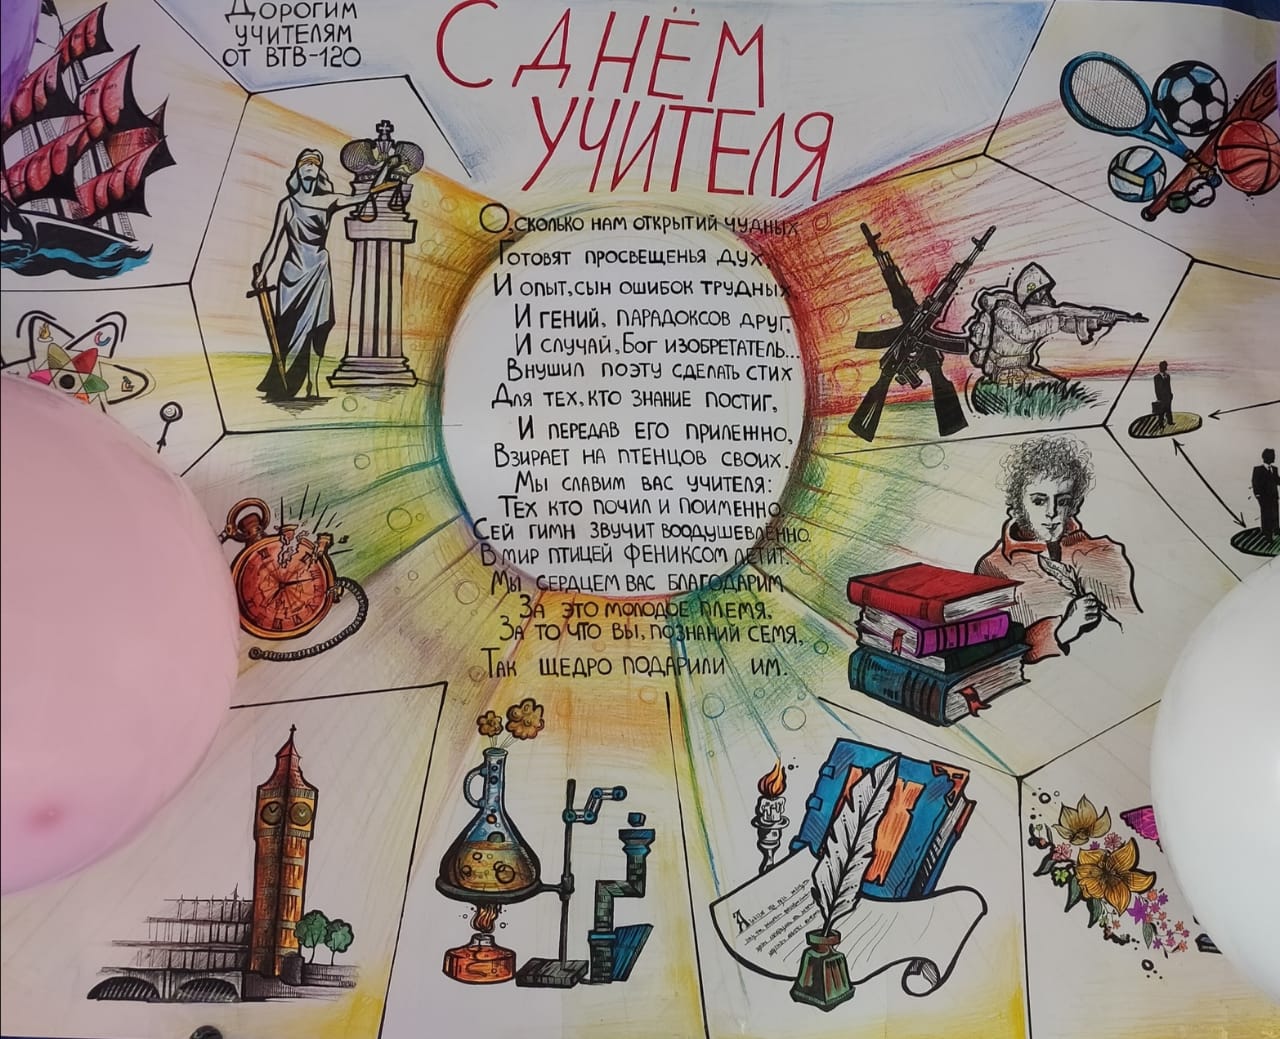 Дорогим
учителям
от ВТВ-120
С днём
учителя
О, сколько нам открытий чудных
Готовят просвещенья дух
И опыт, сын ошибок трудных
И гений, парадоксов друг,
И случай, Бог изобретатель...
Внушил поэту сделать стих
Для тех, кто знание постиг,
И передав его прилежно,
Взирает на птенцов своих.
Мы славим вас учителя:
Тех кто почил и поименно
Сей гимн звучит воодушевлённо.
В мир птицей фениксом летит.
Мы сердцем вас благодарим
За это молодое племя,
За то что вы, познаний семя,
Так щедро подарили им.